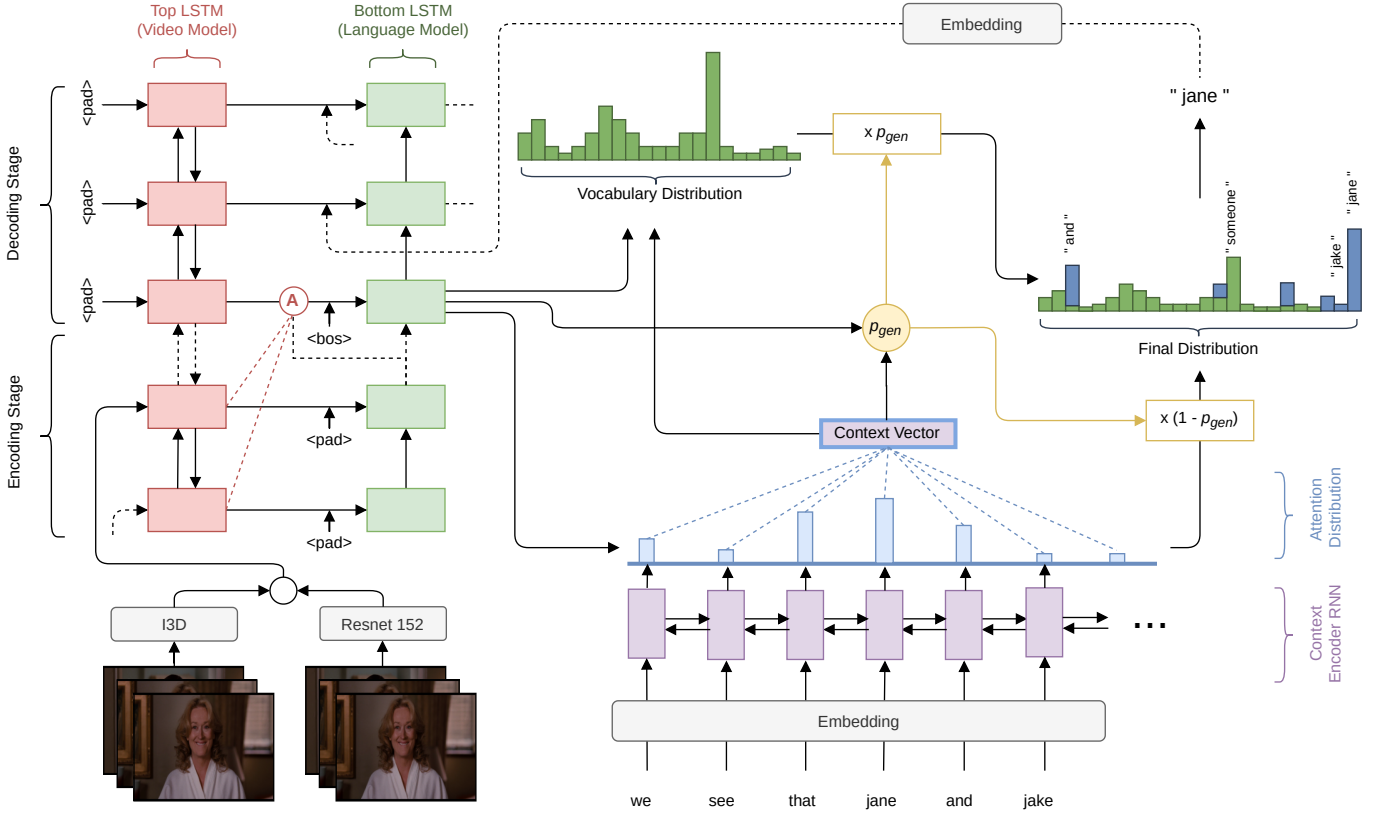 Top LSTM
(Video Model)
Bottom LSTM
(Language Model)
Embedding
Decoding Stage
<pad>
<pad>
<pad>
" jane "
x pgen
Vocabulary Distribution
" and "
" someone "
" jake "
" jane "
A
<bos>
pgen
Final Distribution
Encoding Stage
x (1 - pgen)
<pad>
Context Vector
<pad>
Attention
Distribution
I3D
Resnet 152
...
Context
Encoder RNN
Embedding
we
see
that
jane
and
jake